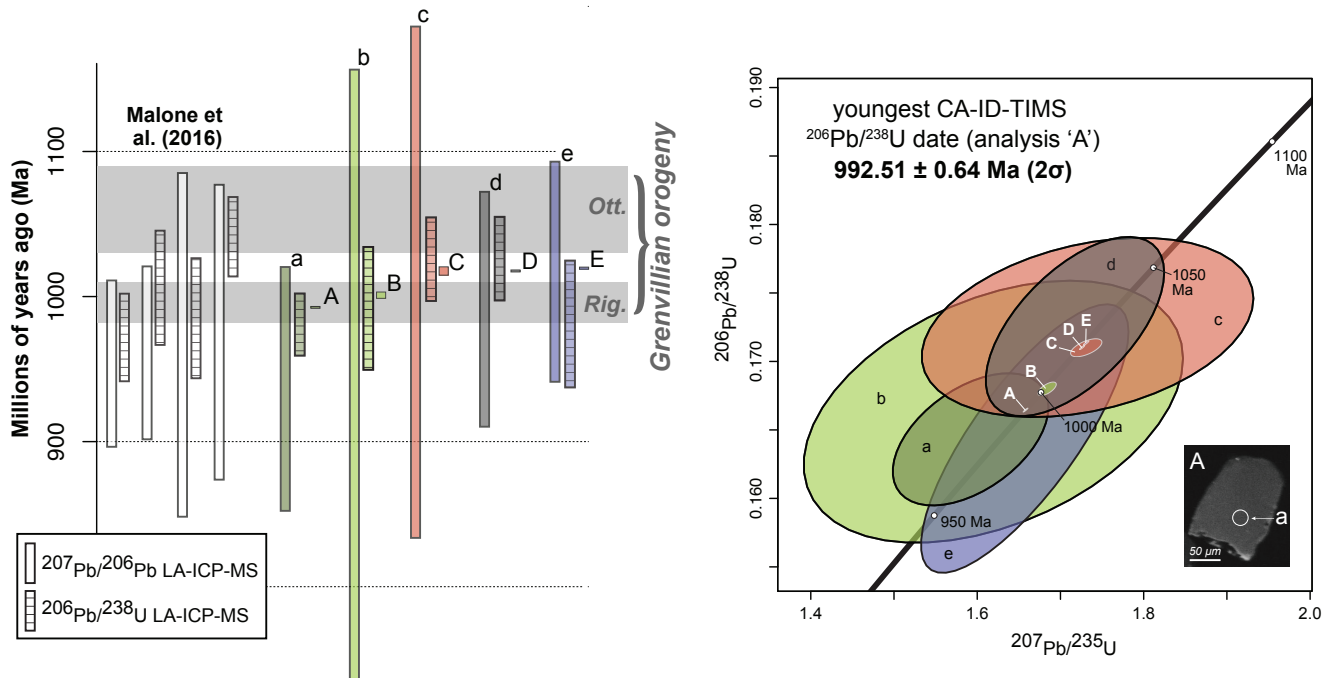 Millions of years ago (Ma)
1100
1000
900
Malone et
al. (2016)
a
b
c
d
e
A
B
C
D
E
Ott.
Rig.
Grenvillian orogeny
²⁰⁷Pb/²⁰⁶Pb LA-ICP-MS
²⁰⁶Pb/²³⁸U LA-ICP-MS
youngest CA-ID-TIMS
²⁰⁶Pb/²³⁸U date (analysis ‘A’)
992.51 ± 0.64 Ma (2σ)
²⁰⁶Pb/²³⁸U
0.190
0.180
0.170
0.160
1100
Ma
1050
Ma
1000 Ma
950 Ma
d
c
b
a
e
E
D
C
B
A
A
a
50 µm
1.4
1.6
1.8
2.0
²⁰⁷Pb/²³⁵U